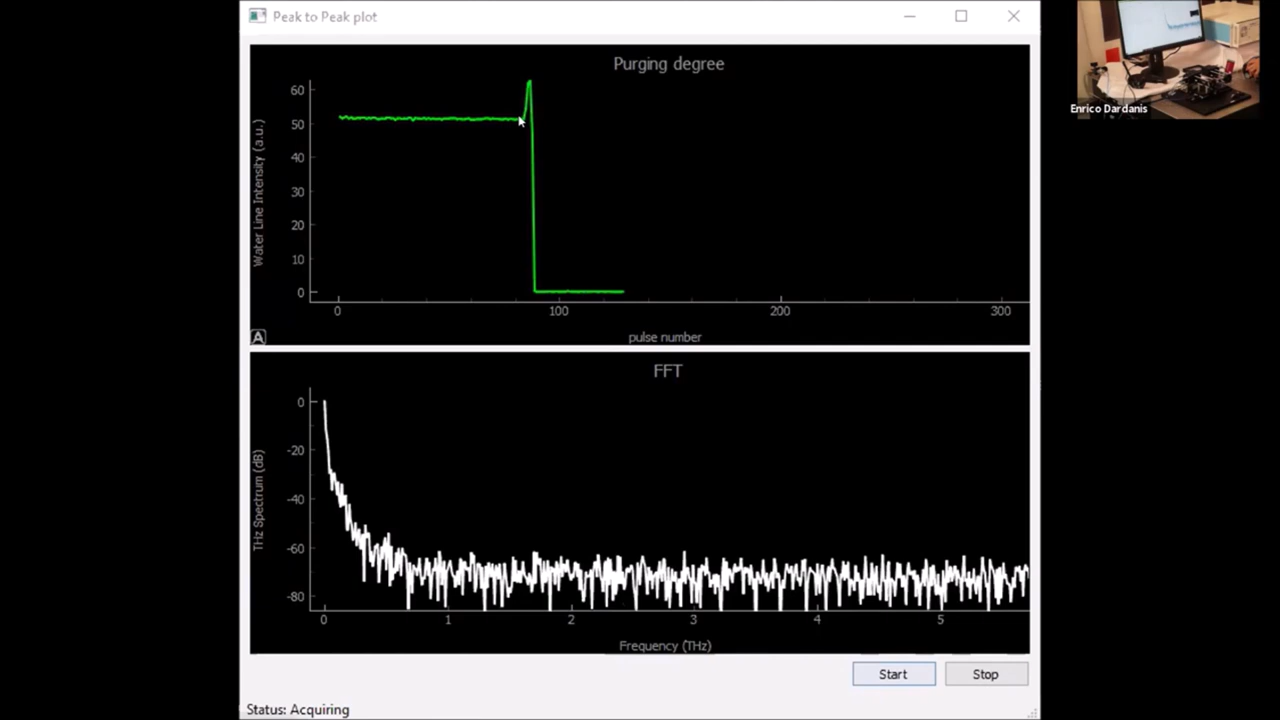 Peak to Peak plot
Enrico Dardanis
Purging degree
Water Line Intensity (a.u.)
60
50
40
30
20
10
0
0 100 200 300
pulse number
A
FFT
THz Spectrum (dB)
0
-20
-40
-60
-80
0 1 2 3 4 5
Frequency (THz)
Start Stop
Status: Acquiring